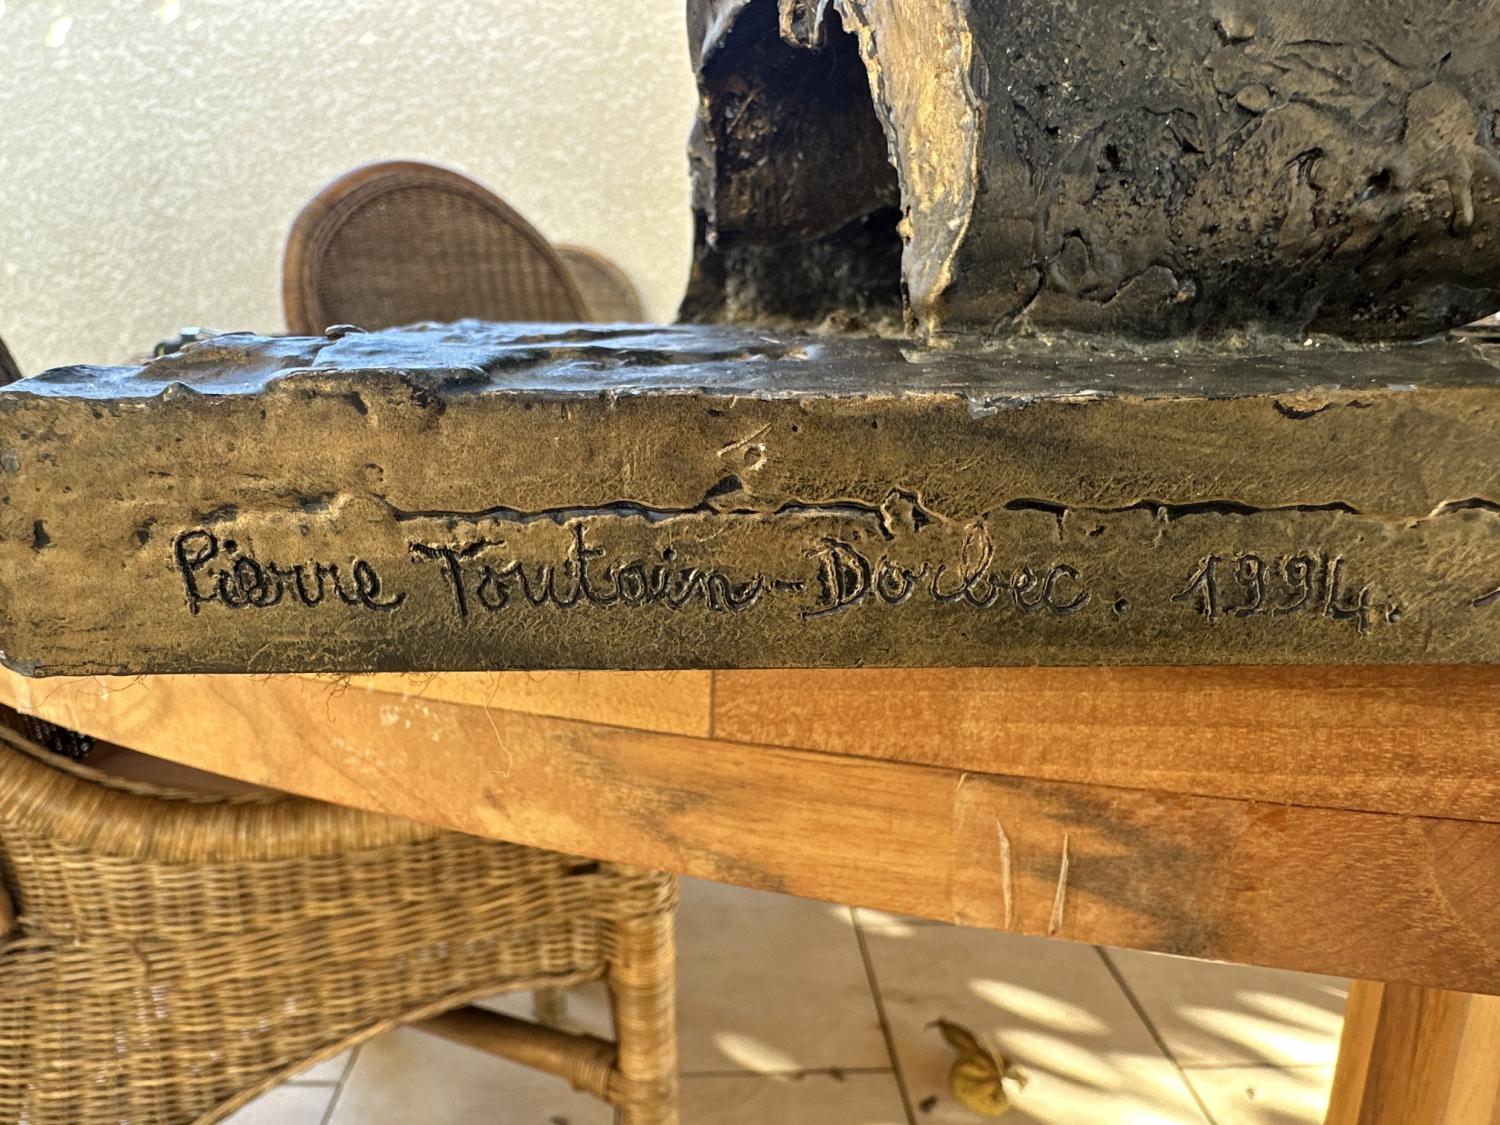 Pierre Toutain-Dorbec. 1994.